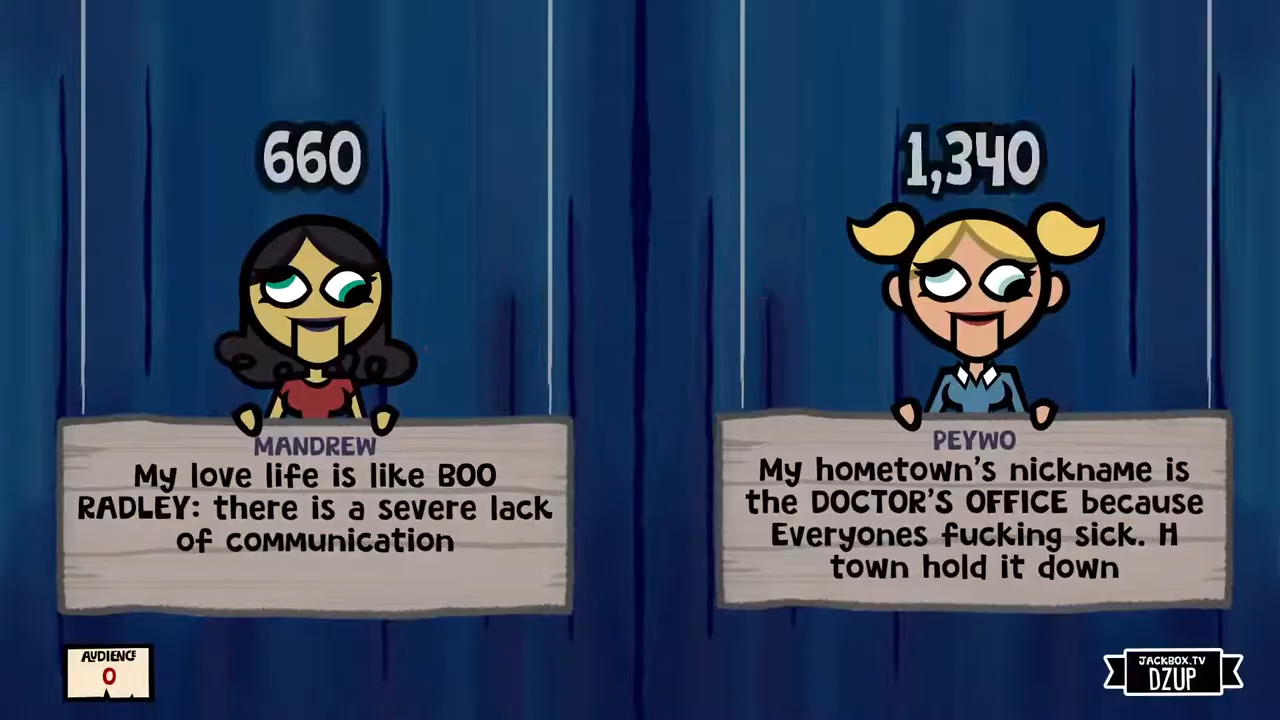 660
MANDREW
My love life is like BOO
RADLEY: there is a severe lack
of communication
1,340
PEYWO
My hometown's nickname is
the DOCTOR'S OFFICE because
Everyones fucking sick. H
town hold it down
AUDIENCE
0
JACKBOX.TV
DZUP